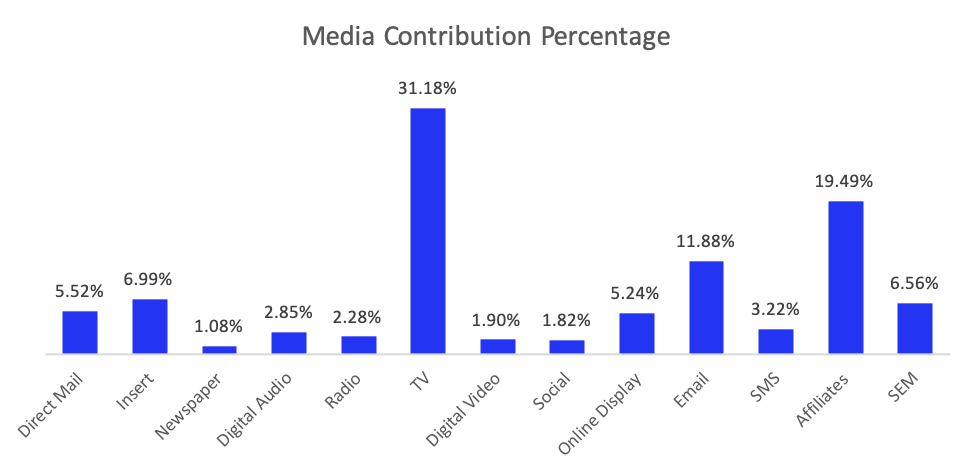 Media Contribution Percentage
31.18%
19.49%
11.88%
6.99%
6.56%
5.52%
5.24%
3.22%
2.85%
2.28%
1.90%
1.82%
1.08%
Direct Mail
Insert
Newspaper
Digital Audio
Radio
TV
Digital Video
Social
Online Display
Email
SMS
Affiliates
SEM